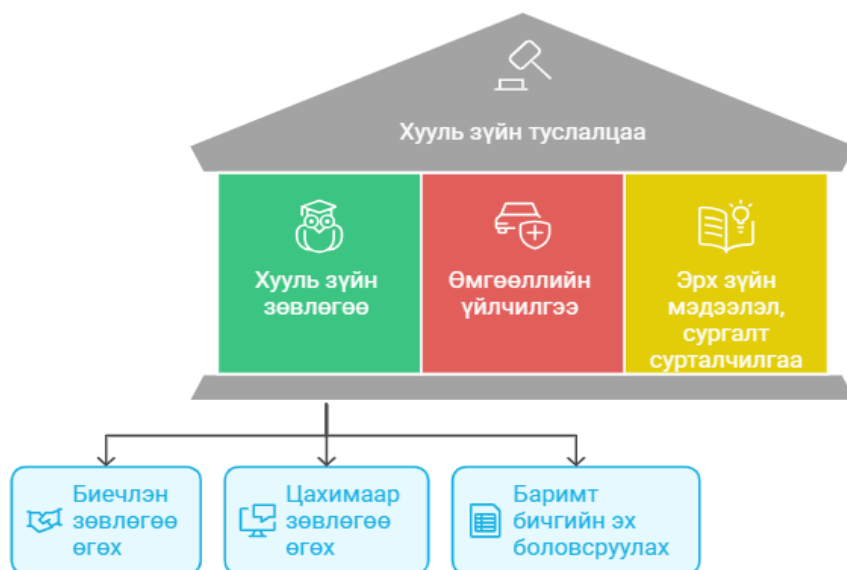 Хууль зүйн туслалцаа
Хууль зүйн
зөвлөгөө
Өмгөөллийн
үйлчилгээ
Эрх зүйн
мэдээлэл,
сургалт
сурталчилгаа
Биечлэн
зөвлөгөө
өгөх
Цахимаар
зөвлөгөө
өгөх
Баримт
бичгийн эх
боловсруулах